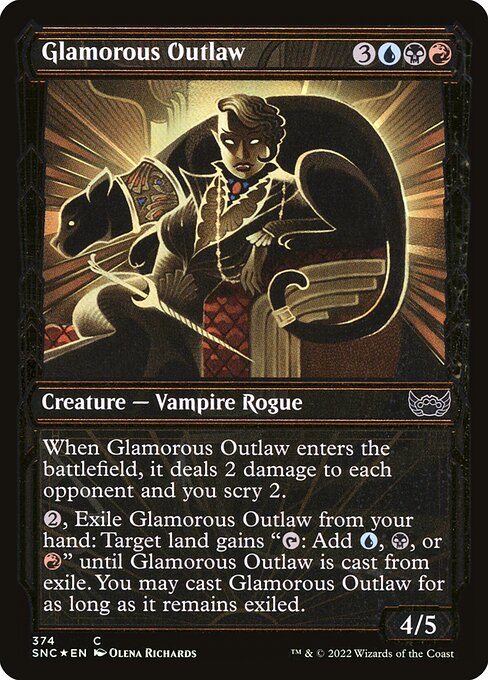 Glamorous Outlaw 3
Creature — Vampire Rogue
When Glamorous Outlaw enters the
battlefield, it deals 2 damage to each
opponent and you scry 2.
2, Exile Glamorous Outlaw from your
hand: Target land gains “: Add , , or
” until Glamorous Outlaw is cast from
exile. You may cast Glamorous Outlaw for
as long as it remains exiled.
4/5
374 C
SNC★EN Olena Richards
™ & © 2022 Wizards of the Coast